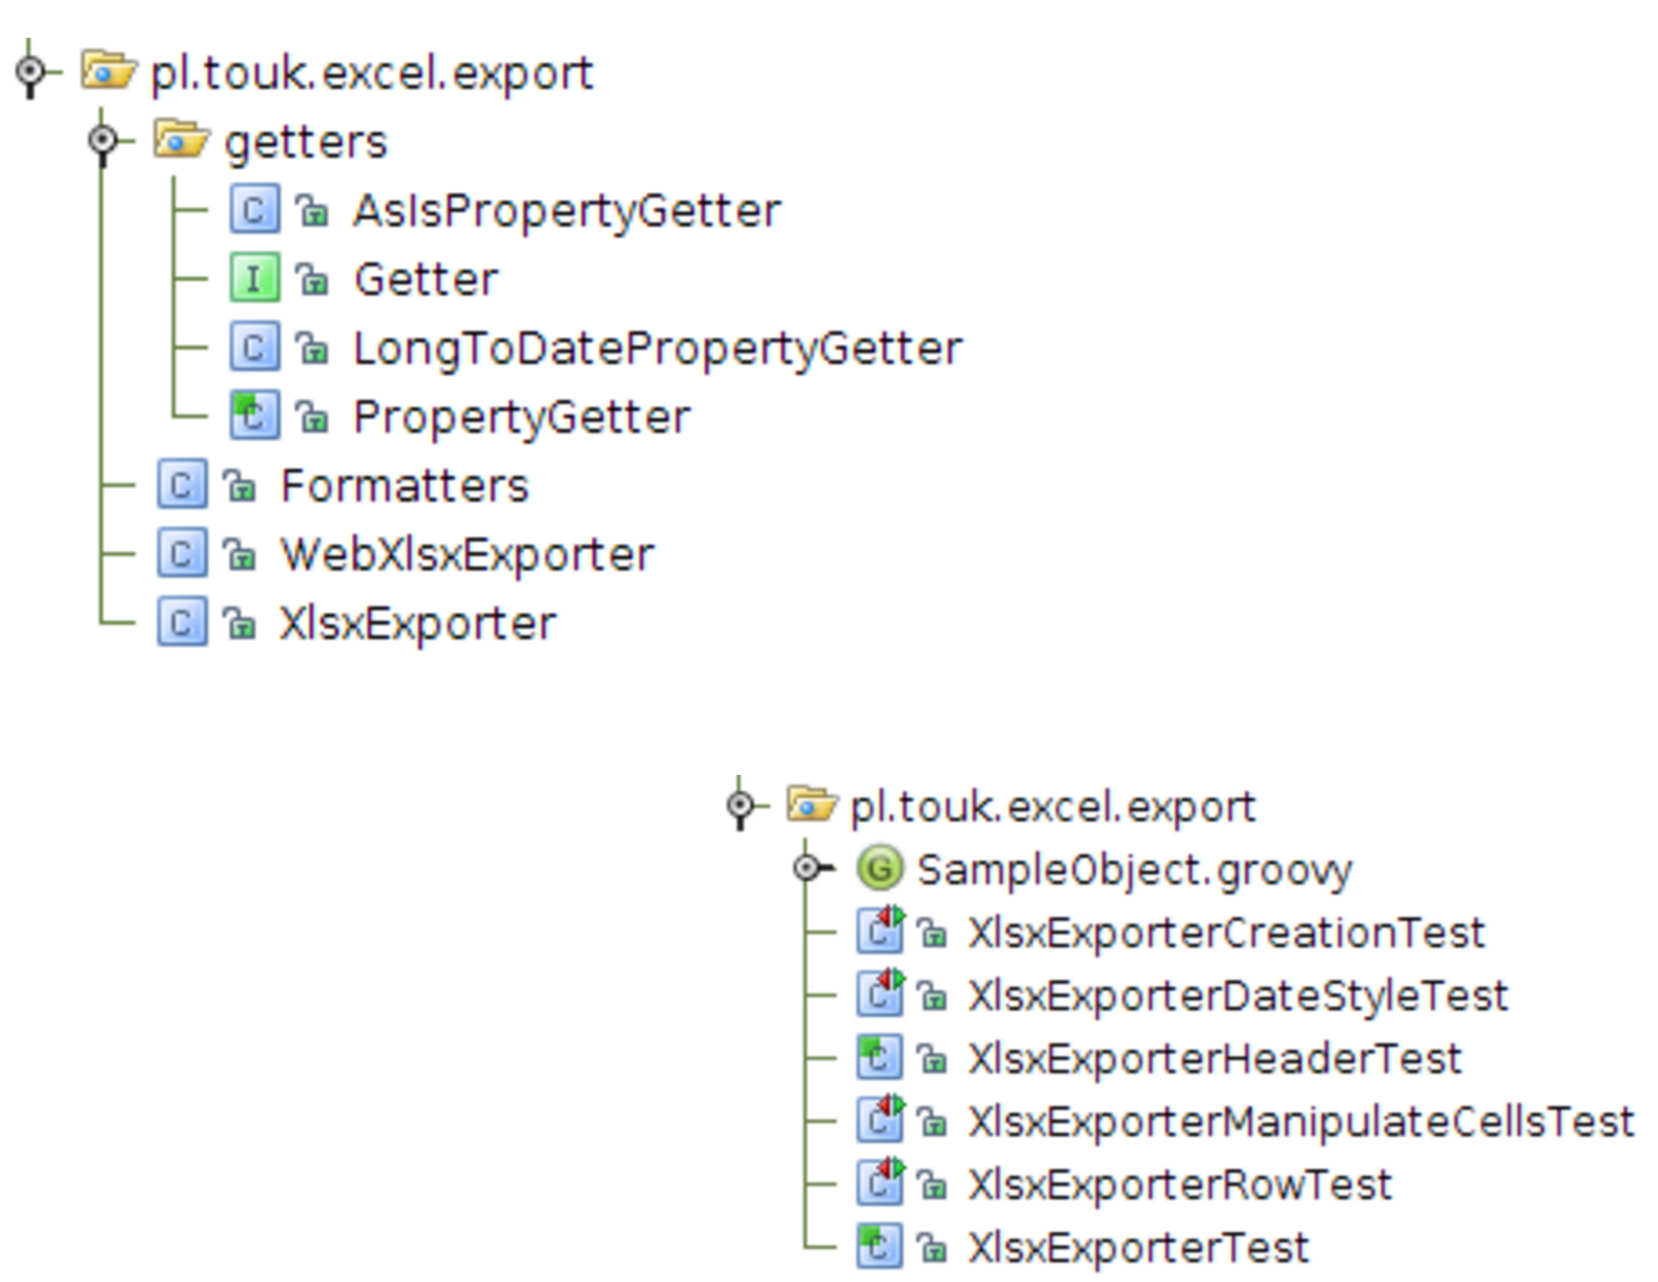 pl.touk.excel.export
getters
C AsIsPropertyGetter
I Getter
C LongToDatePropertyGetter
C PropertyGetter
C Formatters
C WebXlsxExporter
C XlsxExporter
pl.touk.excel.export
G SampleObject.groovy
C XlsxExporterCreationTest
C XlsxExporterDateStyleTest
C XlsxExporterHeaderTest
C XlsxExporterManipulateCellsTest
C XlsxExporterRowTest
C XlsxExporterTest